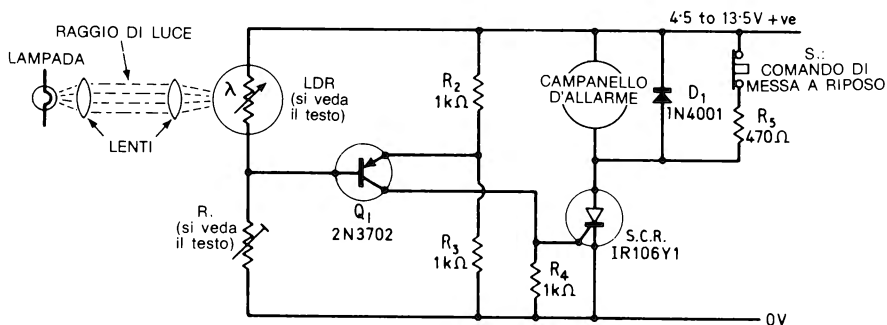 4·5 to 13·5V +ve
RAGGIO DI LUCE
LAMPADA
LENTI
λ
LDR
(si veda
il testo)
R2
1kΩ
CAMPANELLO
D'ALLARME
D1
1N4001
S.:
COMANDO DI
MESSA A RIPOSO
R5
470Ω
R.
(si veda
il testo)
Q1
2N3702
R3
1kΩ
R4
1kΩ
S.C.R.
IR106Y1
0V